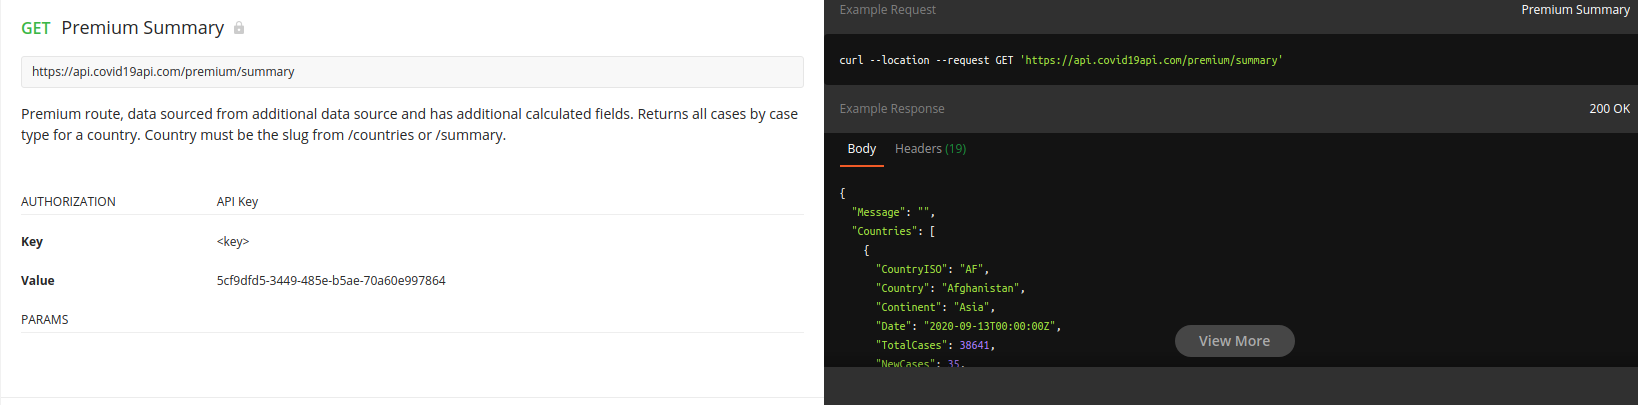 GET Premium Summary
https://api.covid19api.com/premium/summary
Premium route, data sourced from additional data source and has additional calculated fields. Returns all cases by case
type for a country. Country must be the slug from /countries or /summary.
AUTHORIZATION API Key
Key <key>
Value 5cf9dfd5-3449-485e-b5ae-70a60e997864
PARAMS
Example Request Premium Summary
curl --location --request GET 'https://api.covid19api.com/premium/summary'
Example Response 200 OK
Body Headers (19)
{
"Message": "",
"Countries": [
{
"CountryISO": "AF",
"Country": "Afghanistan",
"Continent": "Asia",
"Date": "2020-09-13T00:00:00Z",
"TotalCases": 38641,
"NewCases": 35,
View More